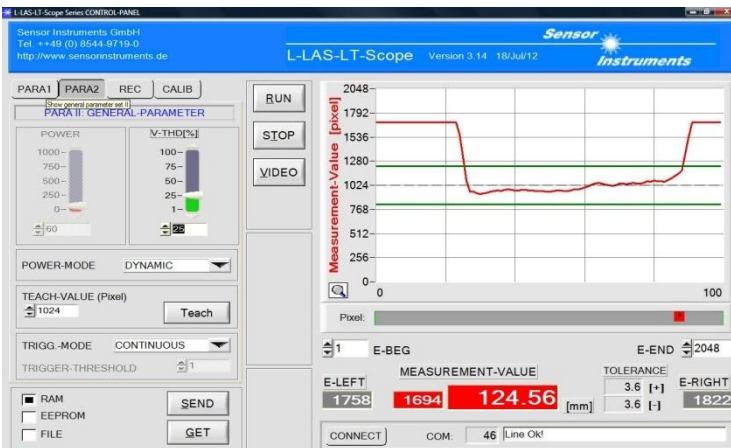 L-LAS-LT-Scope Series CONTROL-PANEL
Sensor Instruments GmbH
Tel. ++49 (0) 8544-9719-0
http://www.sensorinstruments.de
L-LAS-LT-Scope Version 3.14 18/Jul/12
Sensor
Instruments
PARA1 PARA2 REC CALIB
Show general parameter set II
PARA II: GENERAL-PARAMETER
POWER V-THD[%]
1000 100
750 75
500 50
250 25
0 1
60 25
POWER-MODE DYNAMIC
TEACH-VALUE (Pixel)
1024 Teach
TRIGG.-MODE CONTINUOUS
TRIGGER-THRESHOLD 1
RAM
EEPROM
FILE
SEND
GET
RUN
STOP
VIDEO
Measurement-Value [pixel]
2048
1792
1536
1280
1024
768
512
256
0
0 100
Pixel:
1 E-BEG E-END 2048
MEASUREMENT-VALUE TOLERANCE
E-LEFT 3.6 [+] E-RIGHT
1758 1694 124.56 [mm] 3.6 [-] 1822
CONNECT COM: 46 Line Ok!